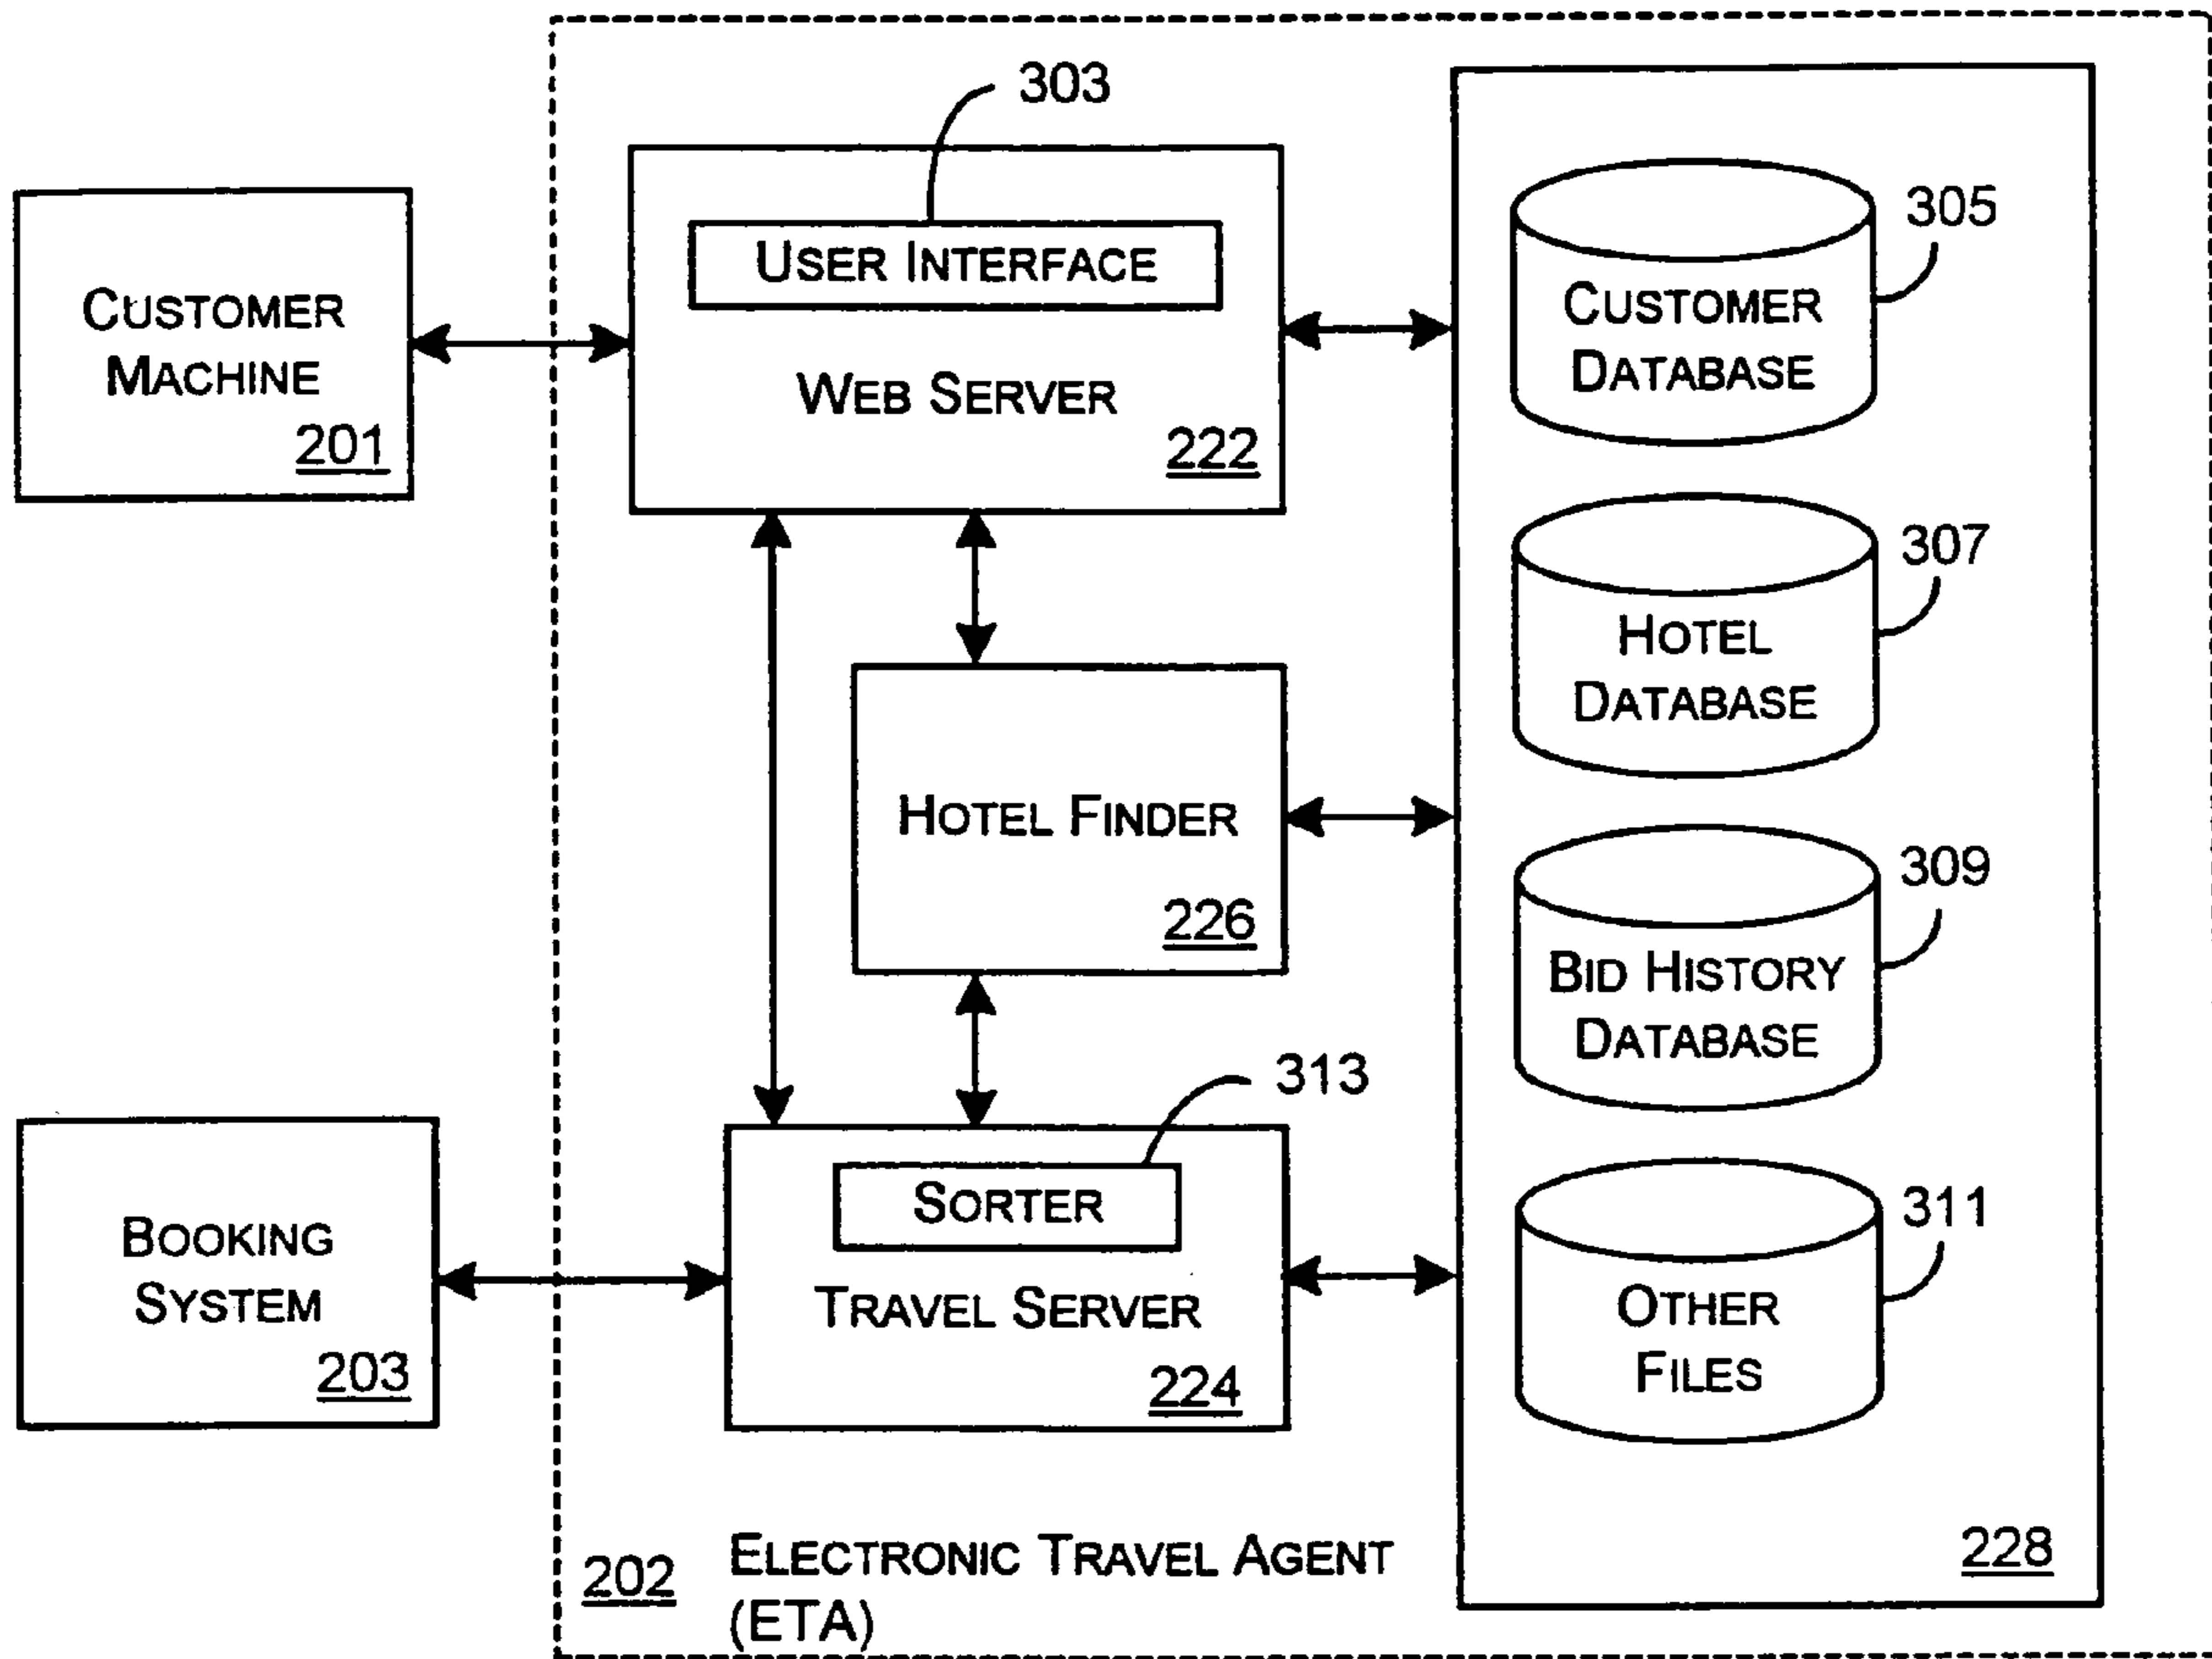 303
USER INTERFACE
WEB SERVER
222
CUSTOMER
MACHINE
201
305
CUSTOMER
DATABASE
307
HOTEL
DATABASE
HOTEL FINDER
226
309
BID HISTORY
DATABASE
313
SORTER
TRAVEL SERVER
224
BOOKING
SYSTEM
203
311
OTHER
FILES
228
202
ELECTRONIC TRAVEL AGENT
(ETA)